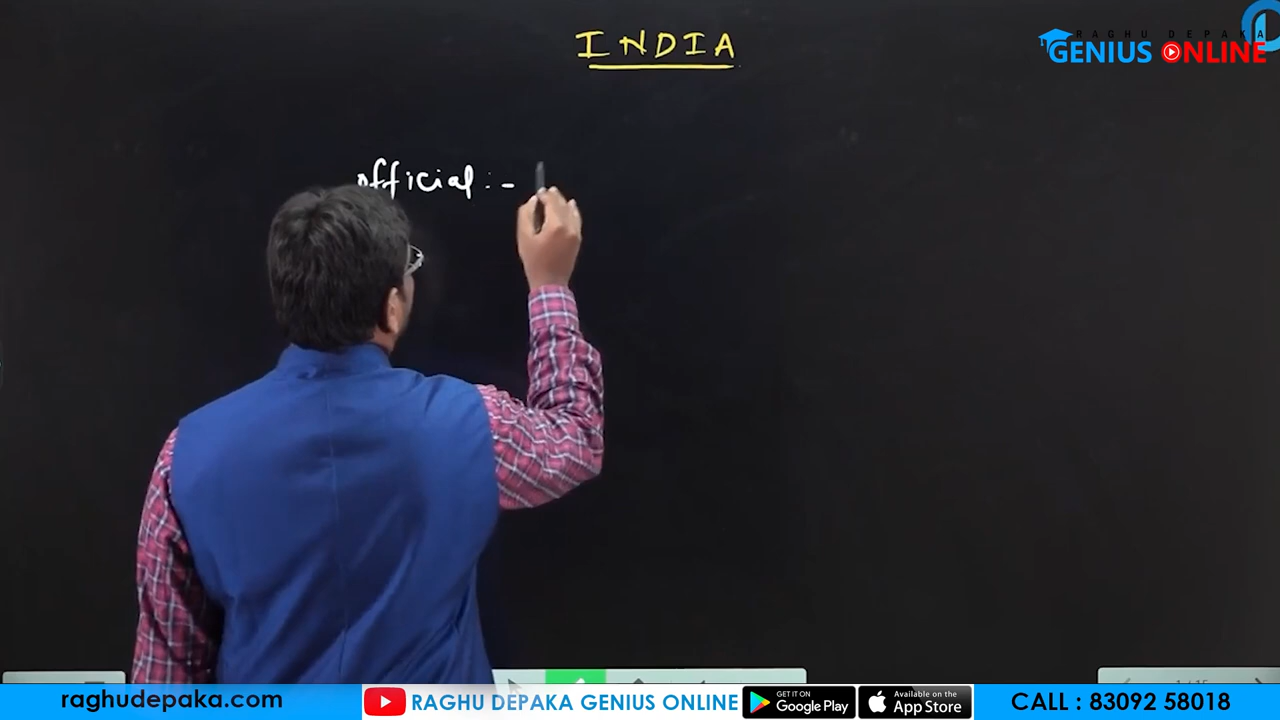 INDIA
RAGHU DEPAKA
GENIUS ONLINE
official :-
raghudepaka.com
RAGHU DEPAKA GENIUS ONLINE
GET IT ON
Google Play
Available on the
App Store
CALL : 83092 58018